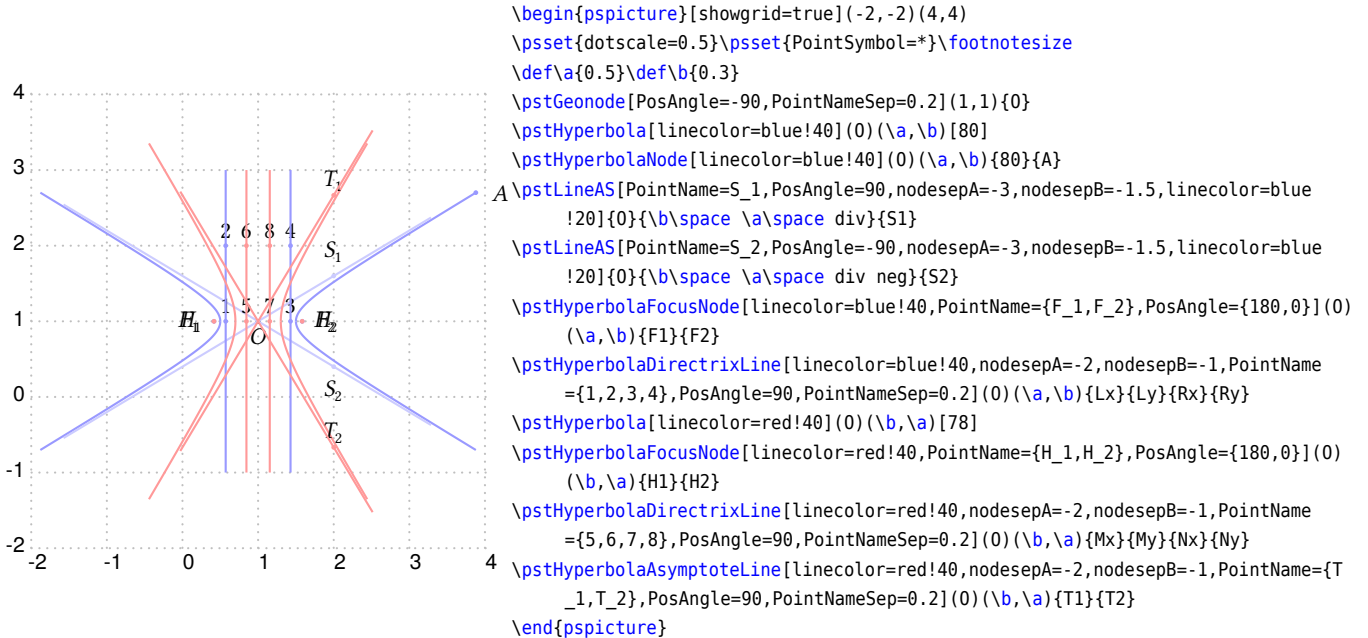 4
3
2
1
0
-1
-2
-2 -1 0 1 2 3 4
T_1
A
2 6 8 4
S_1
1 5 7 3
O
S_2
T_2
\begin{pspicture}[showgrid=true](-2,-2)(4,4)
\psset{dotscale=0.5}\psset{PointSymbol=*}\footnotesize
\def\a{0.5}\def\b{0.3}
\pstGeonode[PosAngle=-90,PointNameSep=0.2](1,1){O}
\pstHyperbola[linecolor=blue!40](O)(\a,\b)[80]
\pstHyperbolaNode[linecolor=blue!40](O)(\a,\b){80}{A}
\pstLineAS[PointName=S_1,PosAngle=90,nodesepA=-3,nodesepB=-1.5,linecolor=blue
!20]{O}{\b\space \a\space div}{S1}
\pstLineAS[PointName=S_2,PosAngle=-90,nodesepA=-3,nodesepB=-1.5,linecolor=blue
!20]{O}{\b\space \a\space div neg}{S2}
\pstHyperbolaFocusNode[linecolor=blue!40,PointName={F_1,F_2},PosAngle={180,0}](O)
(\a,\b){F1}{F2}
\pstHyperbolaDirectrixLine[linecolor=blue!40,nodesepA=-2,nodesepB=-1,PointName
={1,2,3,4},PosAngle=90,PointNameSep=0.2](O)(\a,\b){Lx}{Ly}{Rx}{Ry}
\pstHyperbola[linecolor=red!40](O)(\b,\a)[78]
\pstHyperbolaFocusNode[linecolor=red!40,PointName={H_1,H_2},PosAngle={180,0}](O)
(\b,\a){H1}{H2}
\pstHyperbolaDirectrixLine[linecolor=red!40,nodesepA=-2,nodesepB=-1,PointName
={5,6,7,8},PosAngle=90,PointNameSep=0.2](O)(\b,\a){Mx}{My}{Nx}{Ny}
\pstHyperbolaAsymptoteLine[linecolor=red!40,nodesepA=-2,nodesepB=-1,PointName={T
_1,T_2},PosAngle=90,PointNameSep=0.2](O)(\b,\a){T1}{T2}
\end{pspicture}